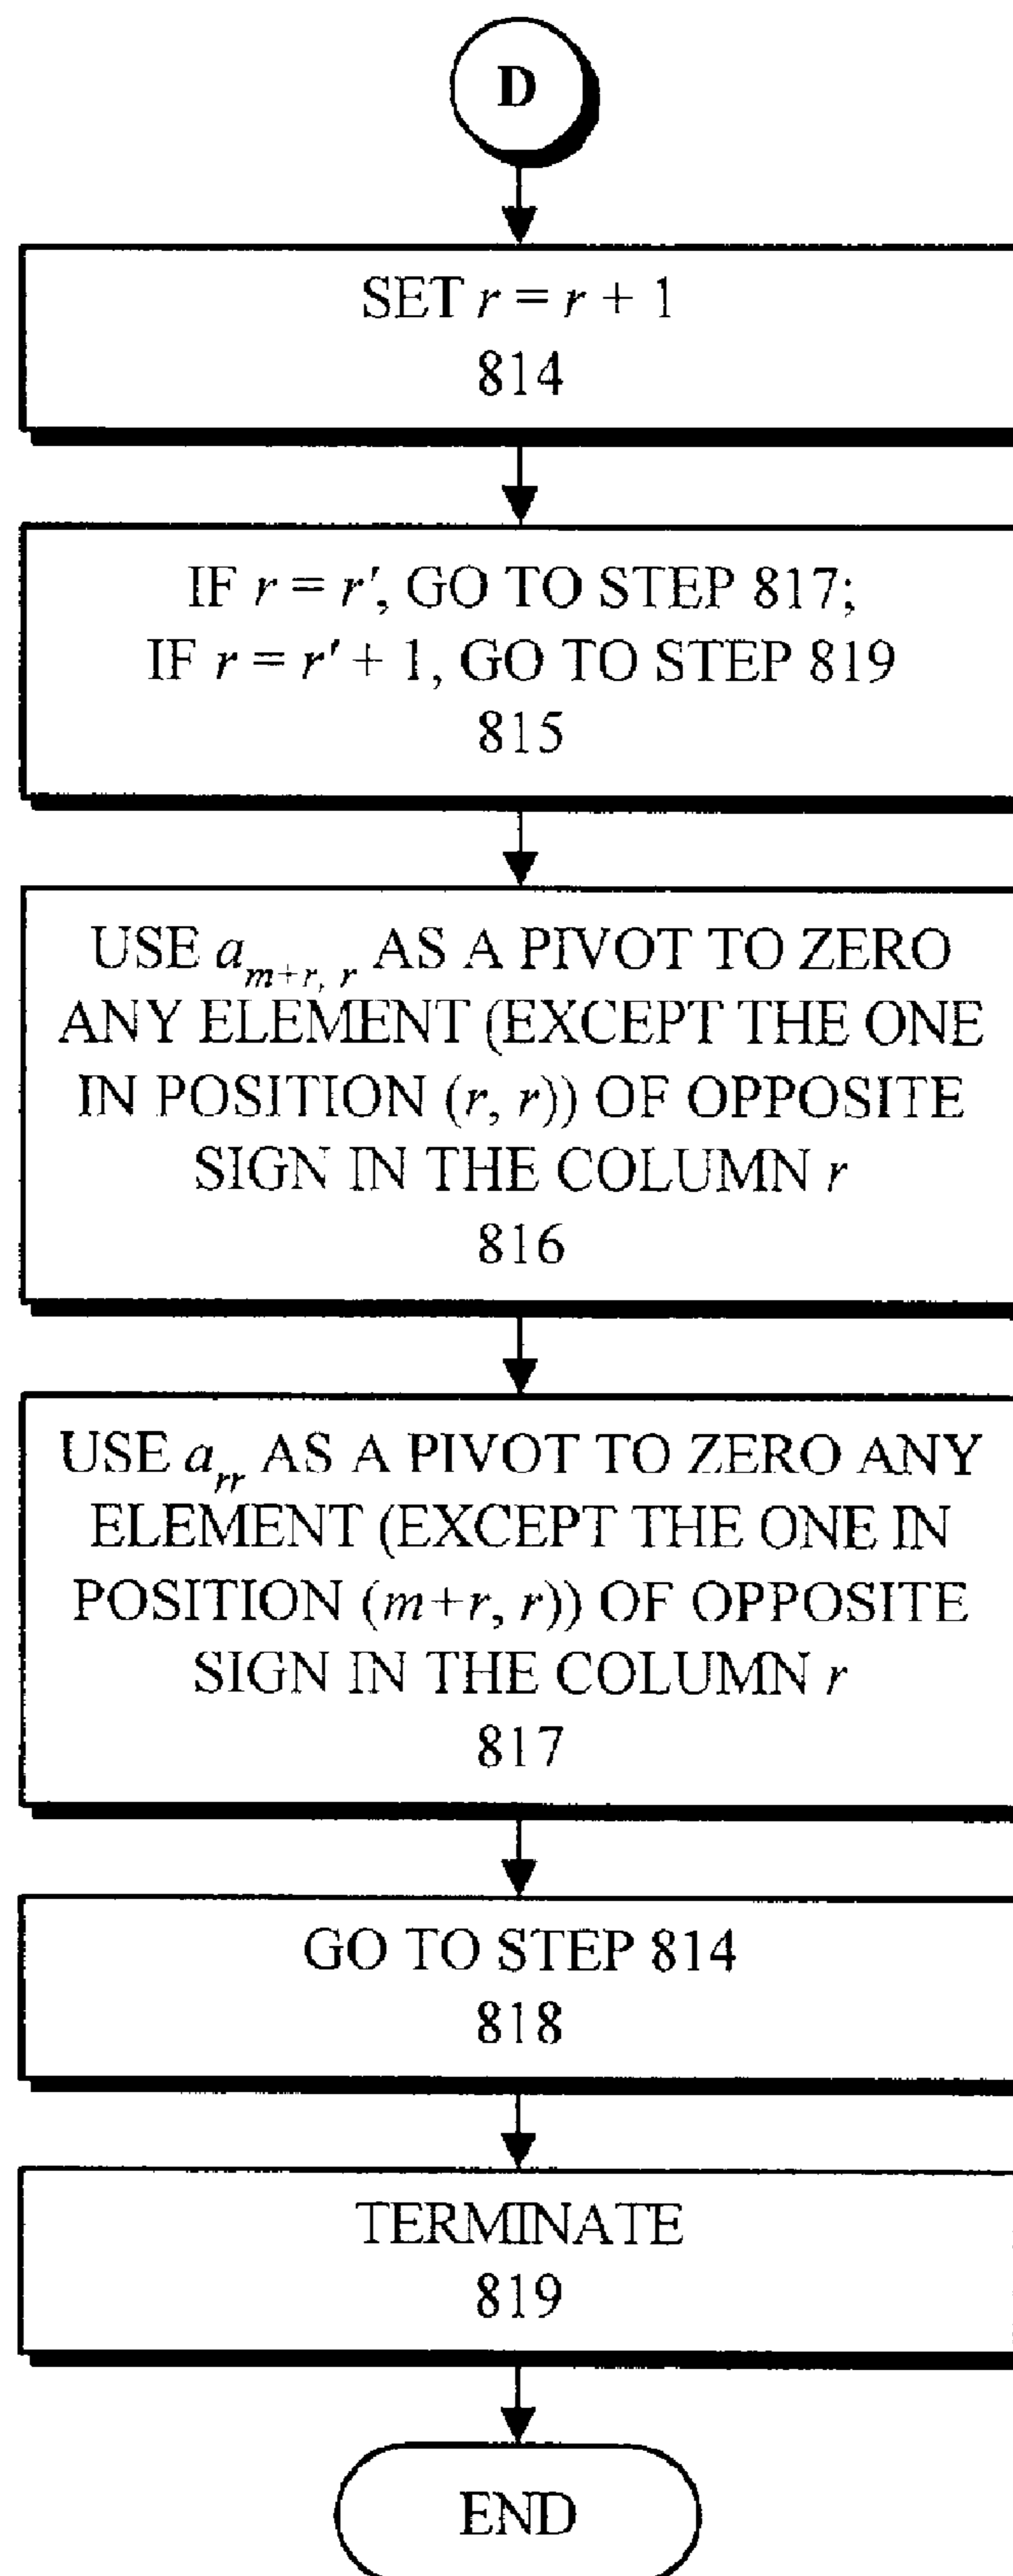 D
SET r = r + 1
814
IF r = r′, GO TO STEP 817;
IF r = r′ + 1, GO TO STEP 819
815
USE a_{m+r, r} AS A PIVOT TO ZERO
ANY ELEMENT (EXCEPT THE ONE
IN POSITION (r, r)) OF OPPOSITE
SIGN IN THE COLUMN r
816
USE a_{rr} AS A PIVOT TO ZERO ANY
ELEMENT (EXCEPT THE ONE IN
POSITION (m+r, r)) OF OPPOSITE
SIGN IN THE COLUMN r
817
GO TO STEP 814
818
TERMINATE
819
END